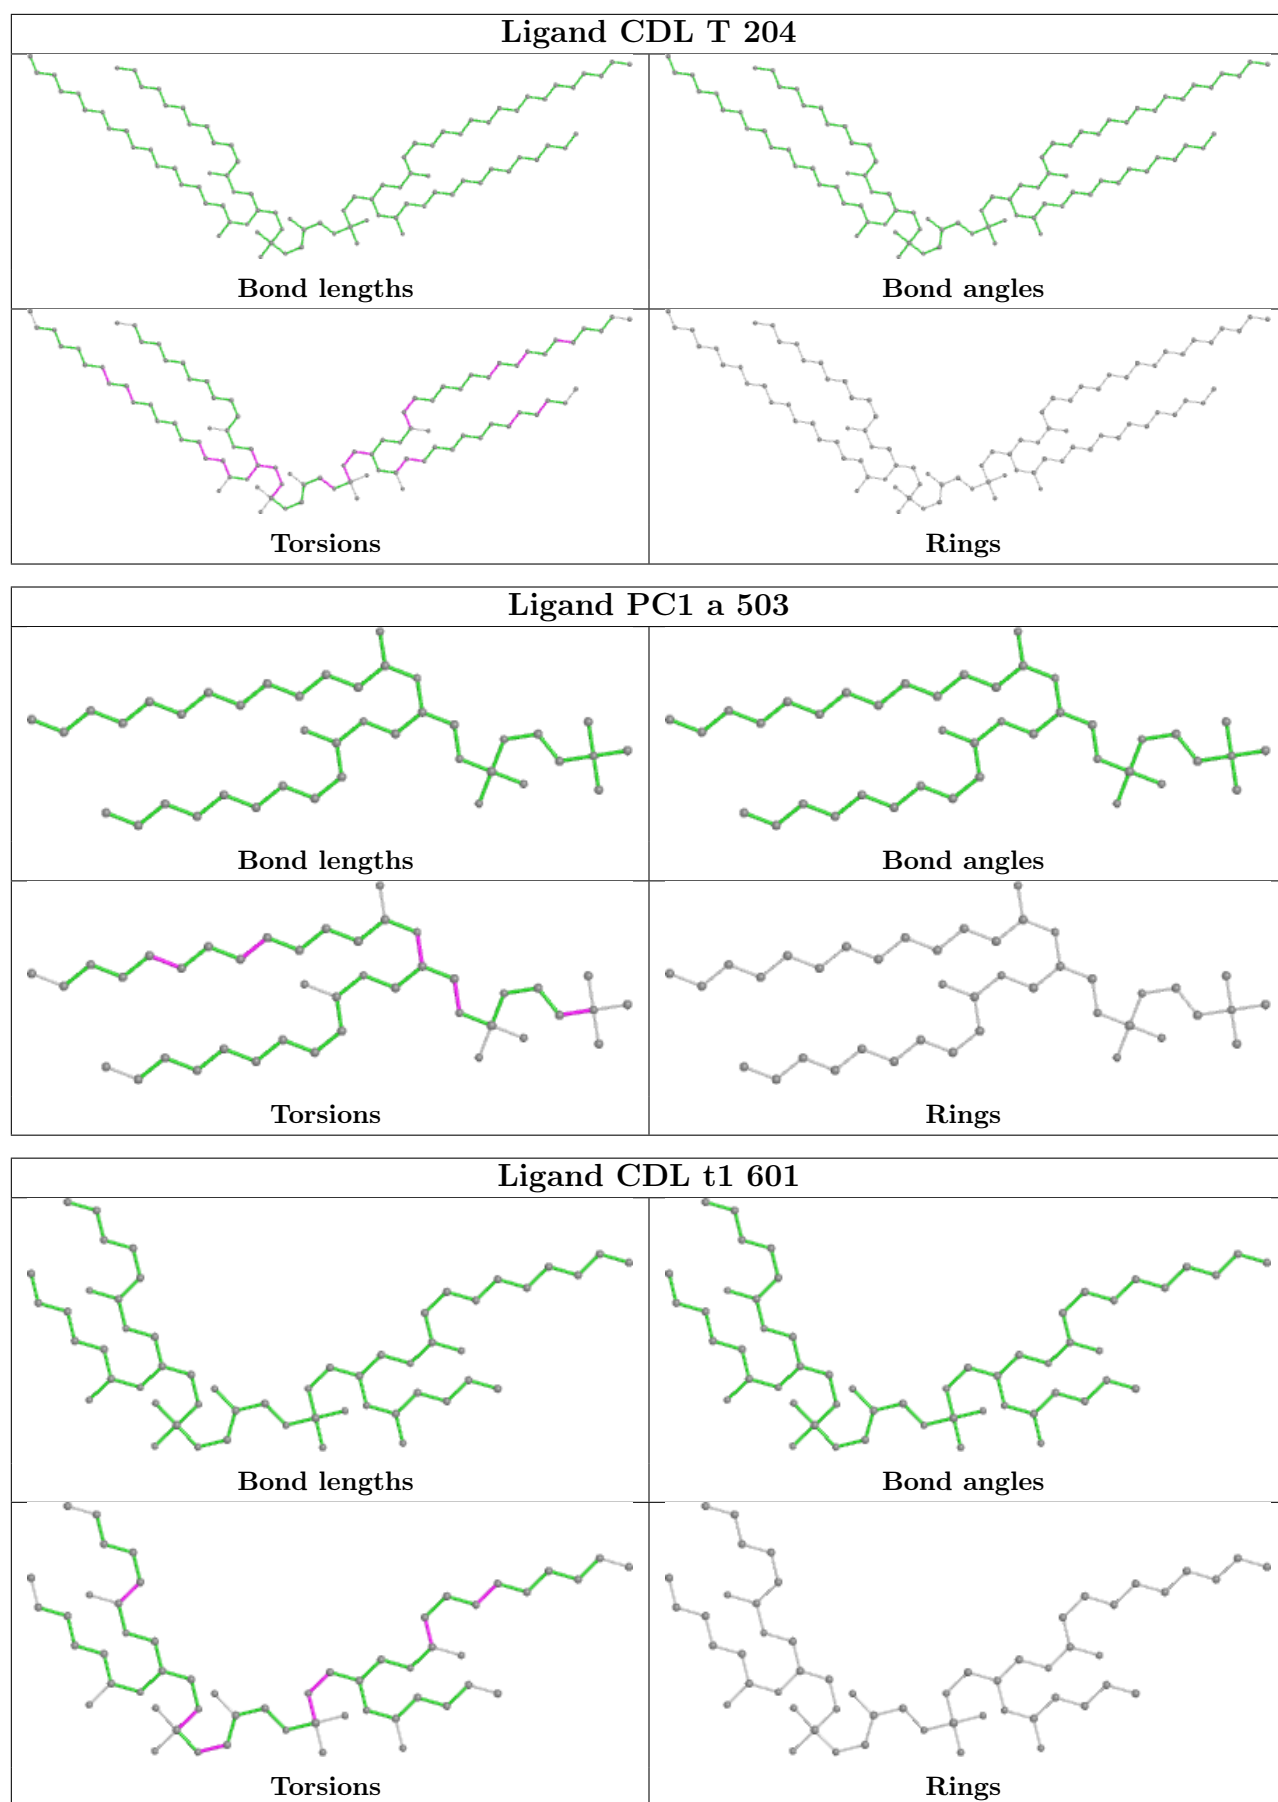 Ligand CDL T 204
Bond lengths
Bond angles
Torsions
Rings
Ligand PC1 a 503
Bond lengths
Bond angles
Torsions
Rings
Ligand CDL t1 601
Bond lengths
Bond angles
Torsions
Rings